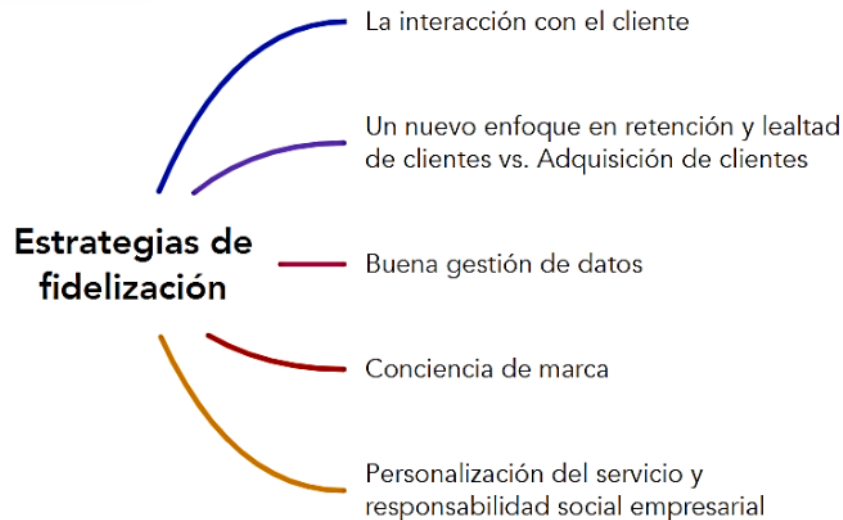 La interacción con el cliente
Un nuevo enfoque en retención y lealtad
de clientes vs. Adquisición de clientes
Estrategias de
fidelización
Buena gestión de datos
Conciencia de marca
Personalización del servicio y
responsabilidad social empresarial